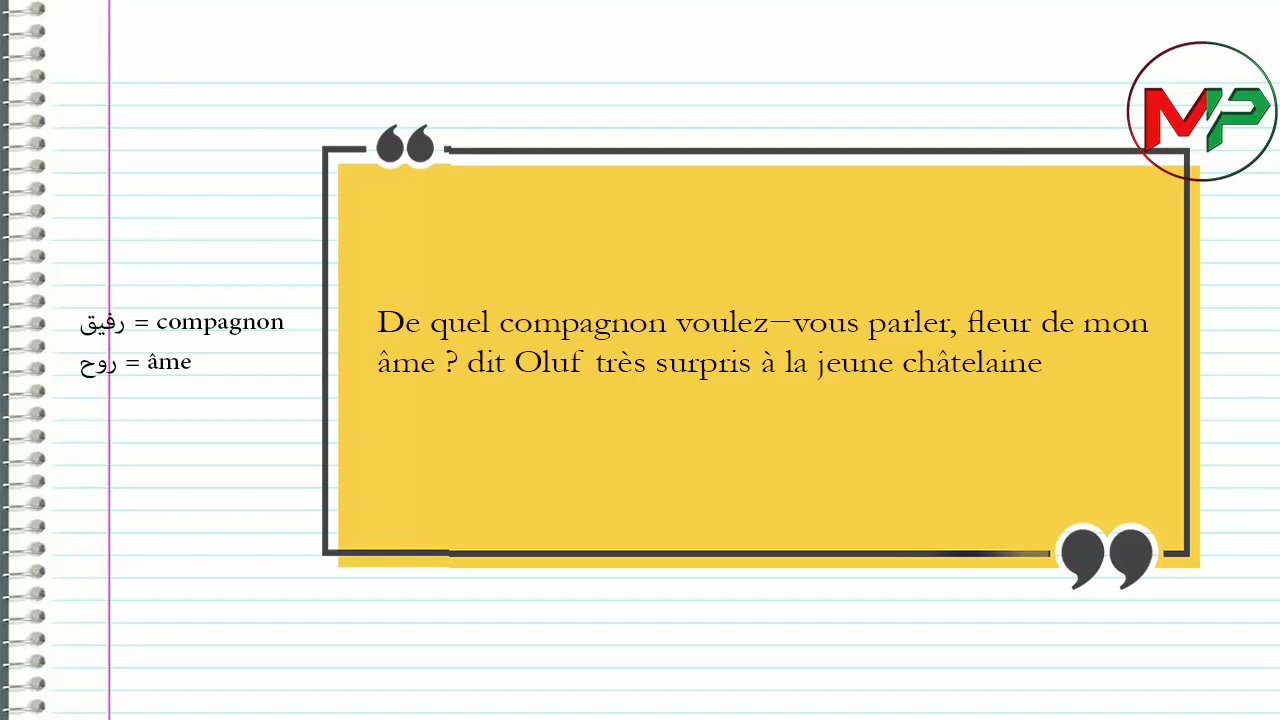 MP
رفيق = compagnon
روح = âme
De quel compagnon voulez−vous parler, fleur de mon
âme ? dit Oluf très surpris à la jeune châtelaine